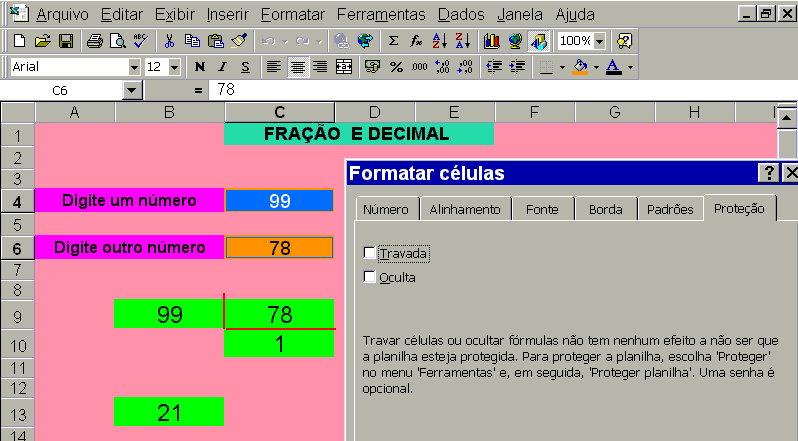 Arquivo Editar Exibir Inserir Formatar Ferramentas Dados Janela Ajuda
ABC Σ fx A Z Z A 100% ?
Arial 12 N I S % 000
C6 = 78
A B C D E F G H I
1 FRAÇÃO E DECIMAL
2
3
Formatar células ? X
4 Digite um número 99
Número Alinhamento Fonte Borda Padrões Proteção
5
6 Digite outro número 78
Travada
7
Oculta
8
9 99 78
10 1
Travar células ou ocultar fórmulas não tem nenhum efeito a não ser que
a planilha esteja protegida. Para proteger a planilha, escolha 'Proteger'
no menu 'Ferramentas' e, em seguida, 'Proteger planilha'. Uma senha é
opcional.
11
12
13 21
14